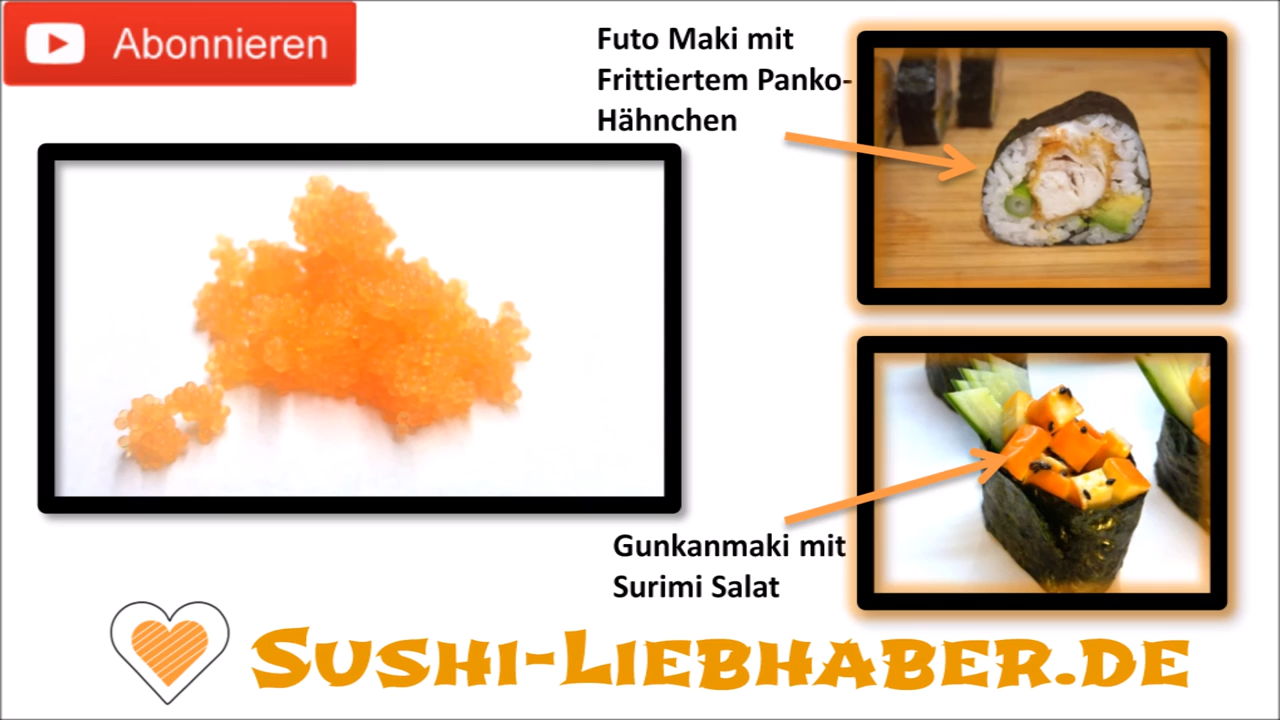 Abonnieren
Futo Maki mit
Frittiertem Panko-
Hähnchen
Gunkanmaki mit
Surimi Salat
Sushi-Liebhaber.de